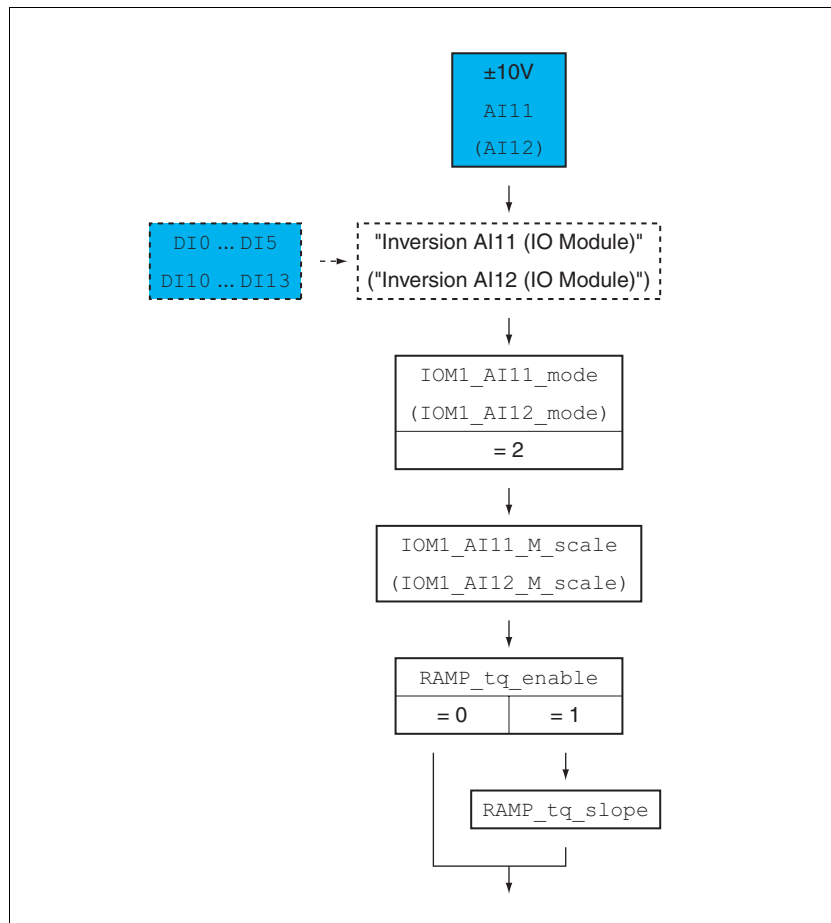 ±10V
AI11
(AI12)
DI0 ... DI5
DI10 ... DI13
"Inversion AI11 (IO Module)"
("Inversion AI12 (IO Module)")
IOM1_AI11_mode
(IOM1_AI12_mode)
= 2
IOM1_AI11_M_scale
(IOM1_AI12_M_scale)
RAMP_tq_enable
= 0
= 1
RAMP_tq_slope